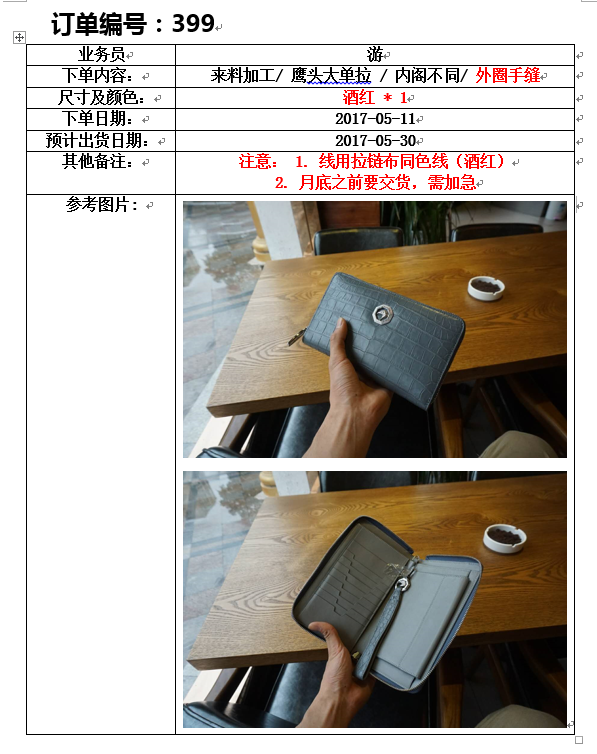 订单编号：399
业务员 游
下单内容： 来料加工/ 鹰头大单拉 / 内阁不同/ 外圈手缝
尺寸及颜色： 酒红 * 1
下单日期： 2017-05-11
预计出货日期： 2017-05-30
其他备注： 注意： 1. 线用拉链布同色线（酒红）
2. 月底之前要交货，需加急
参考图片：